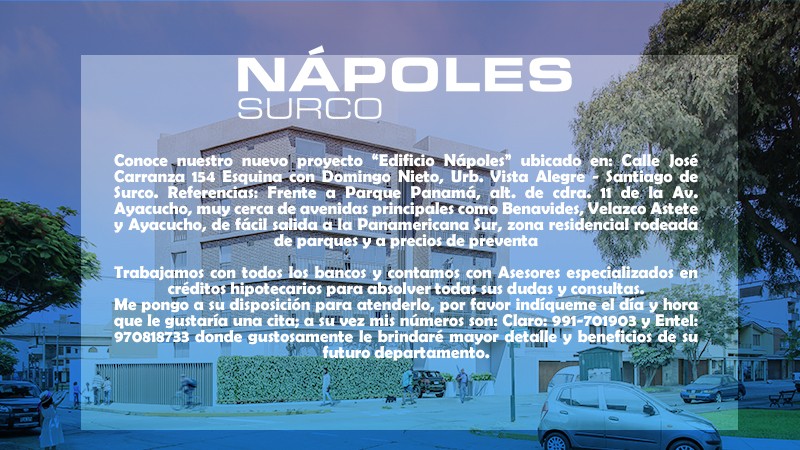 NÁPOLES
SURCO
Conoce nuestro nuevo proyecto “Edificio Nápoles” ubicado en: Calle José
Carranza 154 Esquina con Domingo Nieto, Urb. Vista Alegre - Santiago de
Surco. Referencias: Frente a Parque Panamá, alt. de cdra. 11 de la Av.
Ayacucho, muy cerca de avenidas principales como Benavides, Velazco Astete
y Ayacucho, de fácil salida a la Panamericana Sur, zona residencial rodeada
de parques y a precios de preventa
Trabajamos con todos los bancos y contamos con Asesores especializados en
créditos hipotecarios para absolver todas sus dudas y consultas.
Me pongo a su disposición para atenderlo, por favor indíqueme el día y hora
que le gustaría una cita; a su vez mis números son: Claro: 991-701903 y Entel:
970818733 donde gustosamente le brindaré mayor detalle y beneficios de su
futuro departamento.